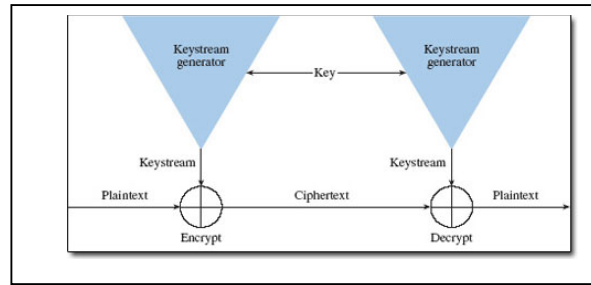 Keystream
generator
Keystream
generator
Key
Keystream
Keystream
Plaintext
Ciphertext
Plaintext
Encrypt
Decrypt